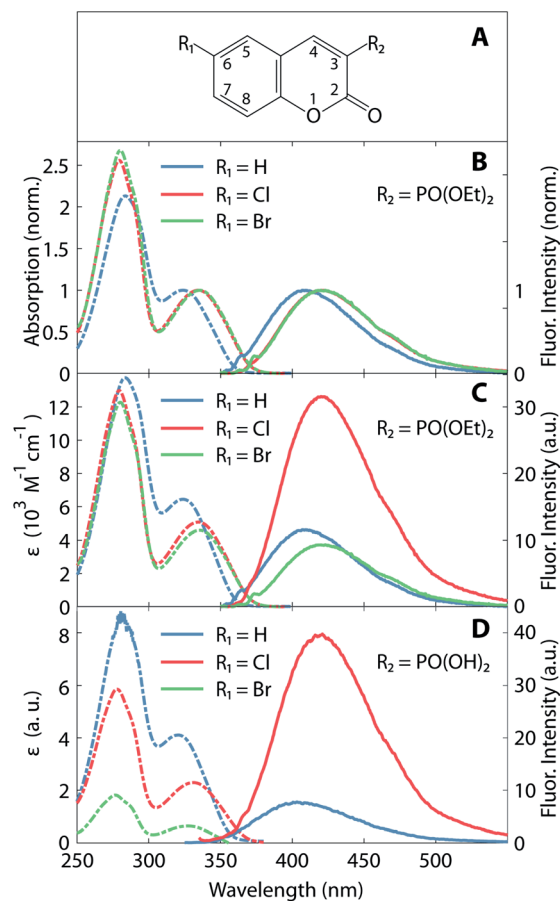 A
R₁
R₂
5
4
6
3
7
8
1
2
O
O
B
R₁ = H
R₁ = Cl
R₁ = Br
R₂ = PO(OEt)₂
Absorption (norm.)
2.5
2
1.5
1
0.5
0
Fluor. Intensity (norm.)
1
0
C
R₁ = H
R₁ = Cl
R₁ = Br
R₂ = PO(OEt)₂
ε (10³ M⁻¹ cm⁻¹)
12
10
8
6
4
2
0
Fluor. Intensity (a.u.)
30
20
10
0
D
R₁ = H
R₁ = Cl
R₁ = Br
R₂ = PO(OH)₂
ε (a. u.)
8
6
4
2
0
Fluor. Intensity (a.u.)
40
30
20
10
0
250 300 350 400 450 500
Wavelength (nm)